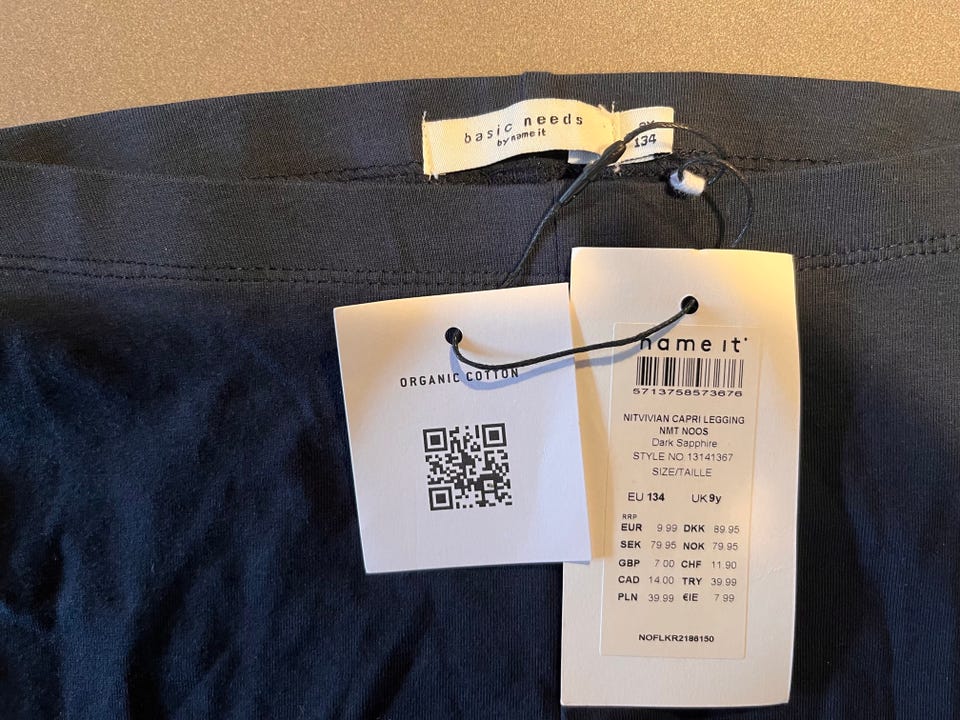 basic needs
by name it
134
ORGANIC COTTON
name it
5713758573676
NITVIVIAN CAPRI LEGGING
NMT NOOS
Dark Sapphire
STYLE NO 13141367
SIZE/TAILLE
EU 134 UK 9y
RRP
EUR 9.99 DKK 89.95
SEK 79.95 NOK 79.95
GBP 7.00 CHF 11.90
CAD 14.00 TRY 39.99
PLN 39.99 €IE 7.99
NOFLKR2186150